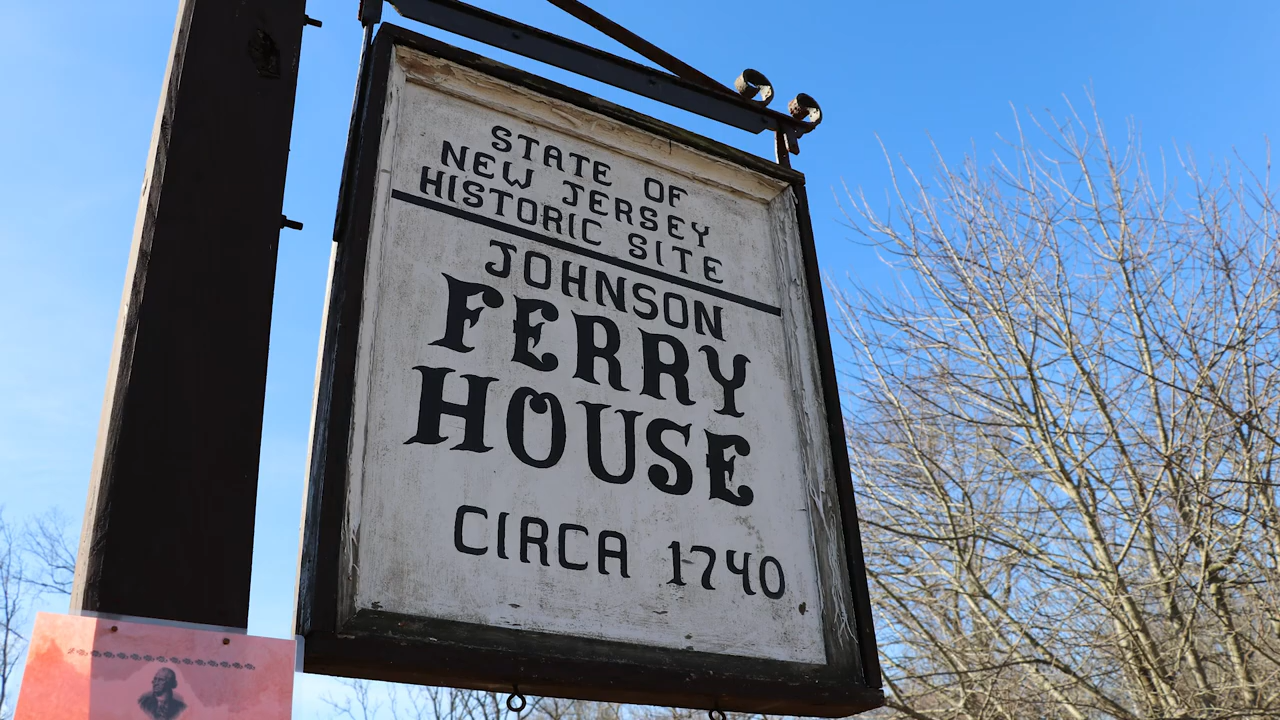 STATE OF
NEW JERSEY
HISTORIC SITE
JOHNSON
FERRY
HOUSE
CIRCA 1740